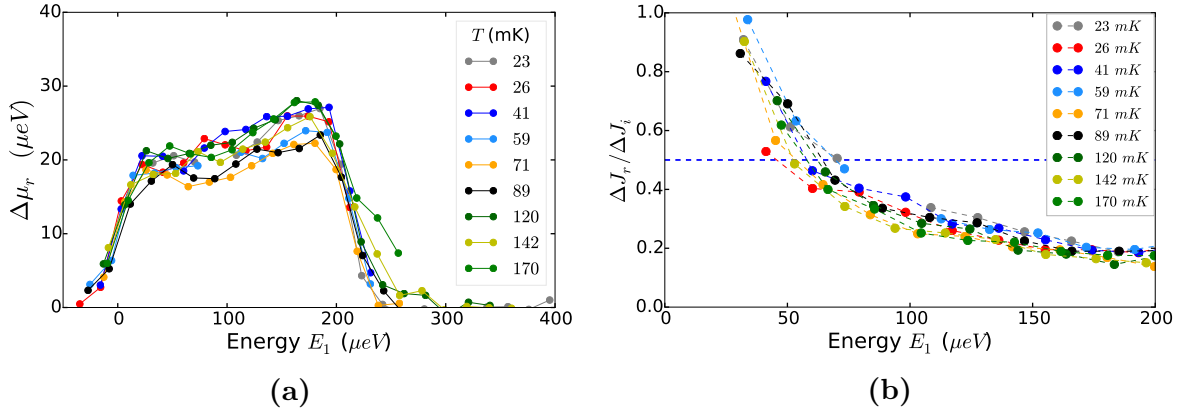 40
30
20
10
0
Δμr (μeV)
0 100 200 300 400
Energy E1 (μeV)
T (mK)
23
26
41
59
71
89
120
142
170
(a)
1.0
0.8
0.6
0.4
0.2
0.0
ΔJr/ΔJi
0 50 100 150 200
Energy E1 (μeV)
23 mK
26 mK
41 mK
59 mK
71 mK
89 mK
120 mK
142 mK
170 mK
(b)